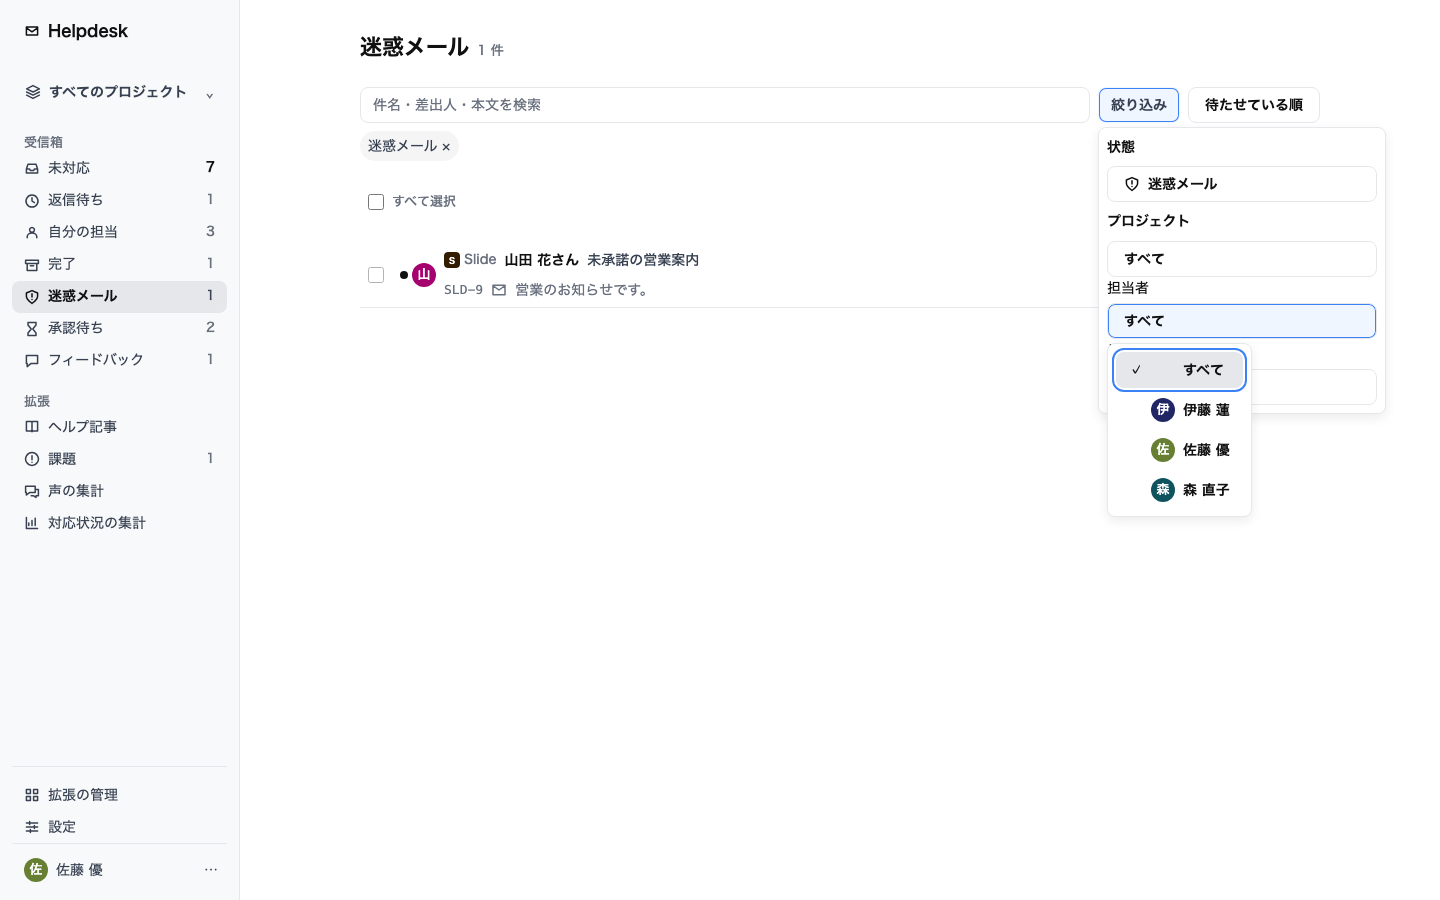 Helpdesk
すべてのプロジェクト
受信箱
未対応 7
返信待ち 1
自分の担当 3
完了 1
迷惑メール 1
承認待ち 2
フィードバック 1
拡張
ヘルプ記事
課題 1
声の集計
対応状況の集計
拡張の管理
設定
佐 佐藤 優 …
迷惑メール 1 件
件名・差出人・本文を検索
絞り込み
待たせている順
迷惑メール ×
すべて選択
山 s Slide 山田 花さん 未承諾の営業案内
SLD-9 営業のお知らせです。
状態
迷惑メール
プロジェクト
すべて
担当者
すべて
✓ すべて
伊 伊藤 蓮
佐 佐藤 優
森 森 直子